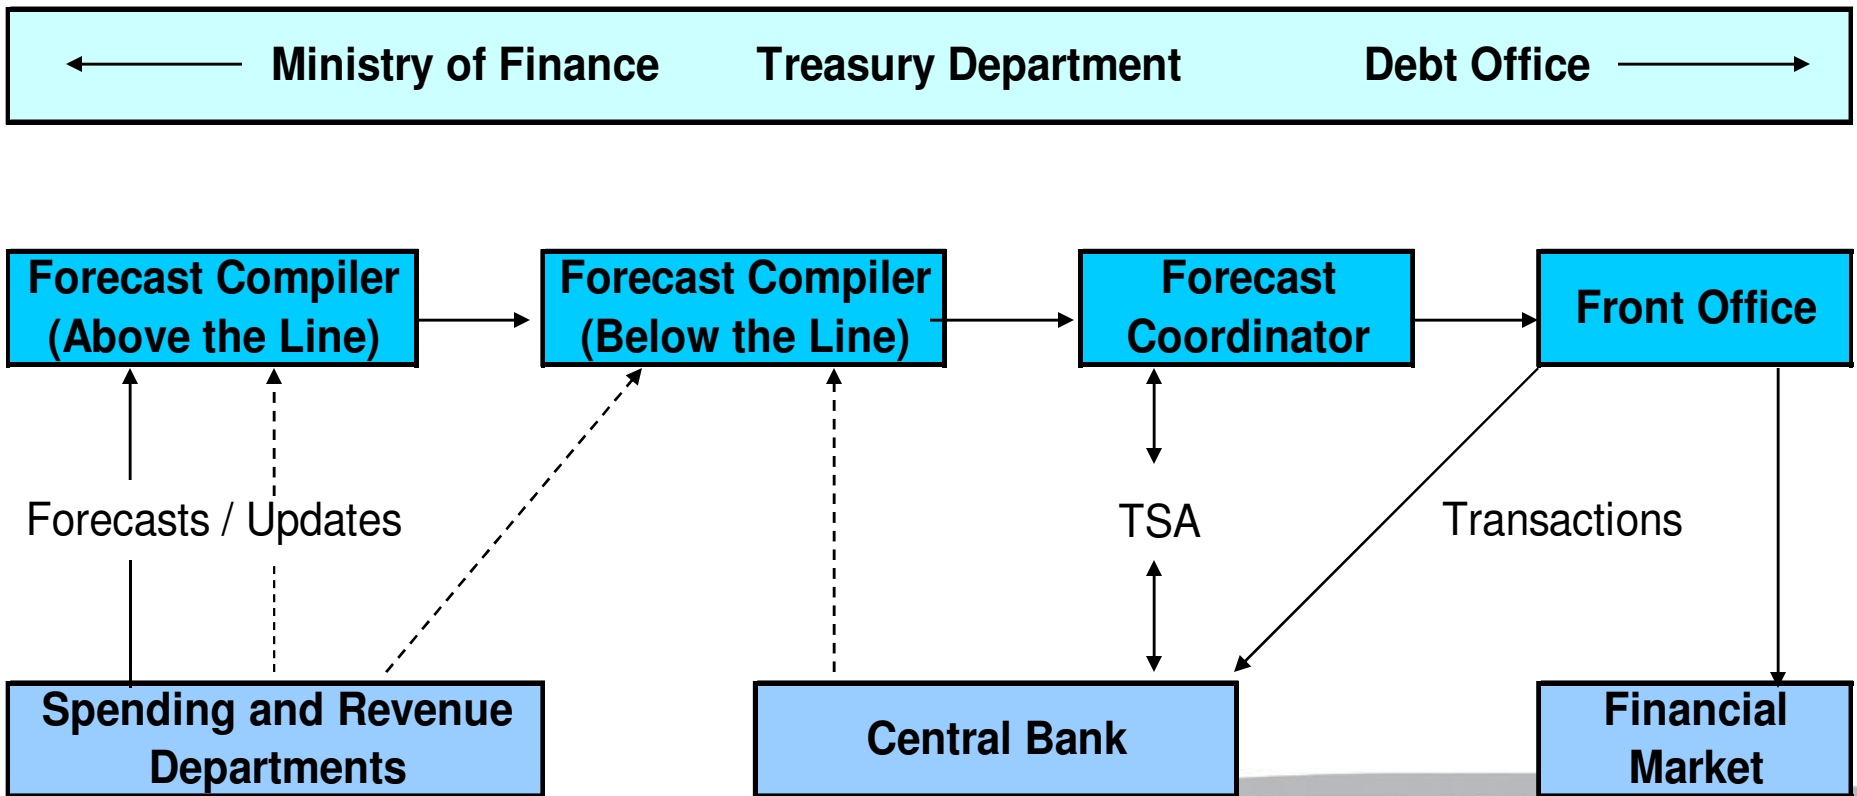 Ministry of Finance Treasury Department Debt Office
Forecast Compiler
(Above the Line)
Forecast Compiler
(Below the Line)
Forecast
Coordinator
Front Office
Forecasts / Updates
TSA
Transactions
Spending and Revenue
Departments
Central Bank
Financial
Market